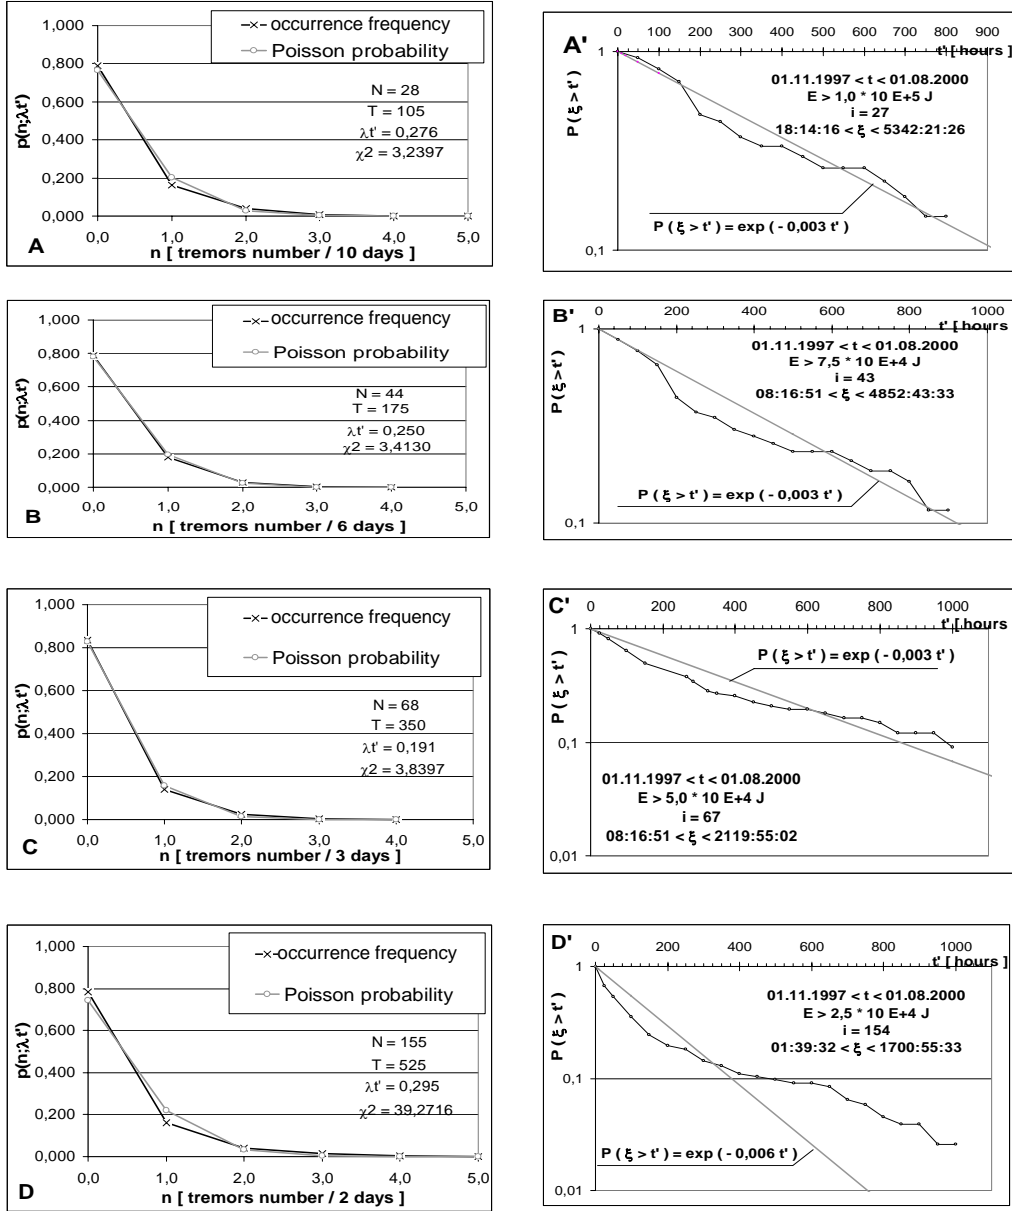 1,000
0,800
0,600
0,400
0,200
0,000
0,0 1,0 2,0 3,0 4,0 5,0
p(n;λt')
occurrence frequency
Poisson probability
N = 28
T = 105
λt' = 0,276
χ2 = 3,2397
A
n [ tremors number / 10 days ]
A'
0 100 200 300 400 500 600 700 800 900
t' [ hours ]
1
0,1
P ( ξ > t')
01.11.1997 < t < 01.08.2000
E > 1,0 * 10 E+5 J
i = 27
18:14:16 < ξ < 5342:21:26
P ( ξ > t') = exp ( - 0,003 t' )
1,000
0,800
0,600
0,400
0,200
0,000
0,0 1,0 2,0 3,0 4,0 5,0
p(n;λt')
occurrence frequency
Poisson probability
N = 44
T = 175
λt' = 0,250
χ2 = 3,4130
B
n [ tremors number / 6 days ]
B'
0 200 400 600 800 1000
t' [ hours
1
0,1
P ( ξ > t')
01.11.1997 < t < 01.08.2000
E > 7,5 * 10 E+4 J
i = 43
08:16:51 < ξ < 4852:43:33
P ( ξ > t') = exp ( - 0,003 t' )
1,000
0,800
0,600
0,400
0,200
0,000
0,0 1,0 2,0 3,0 4,0 5,0
p(n;λt')
occurrence frequency
Poisson probability
N = 68
T = 350
λt' = 0,191
χ2 = 3,8397
C
n [ tremors number / 3 days ]
C'
0 200 400 600 800 1000
t' [ hours
1
0,1
0,01
P ( ξ > t')
P ( ξ > t') = exp ( - 0,003 t' )
01.11.1997 < t < 01.08.2000
E > 5,0 * 10 E+4 J
i = 67
08:16:51 < ξ < 2119:55:02
1,000
0,800
0,600
0,400
0,200
0,000
0,0 1,0 2,0 3,0 4,0 5,0
p(n;λt')
occurrence frequency
Poisson probability
N = 155
T = 525
λt' = 0,295
χ2 = 39,2716
D
n [ tremors number / 2 days ]
D'
0 200 400 600 800 1000
t' [ hours ]
1
0,1
0,01
P ( ξ > t')
01.11.1997 < t < 01.08.2000
E > 2,5 * 10 E+4 J
i = 154
01:39:32 < ξ < 1700:55:33
P ( ξ > t') = exp ( - 0,006 t' )